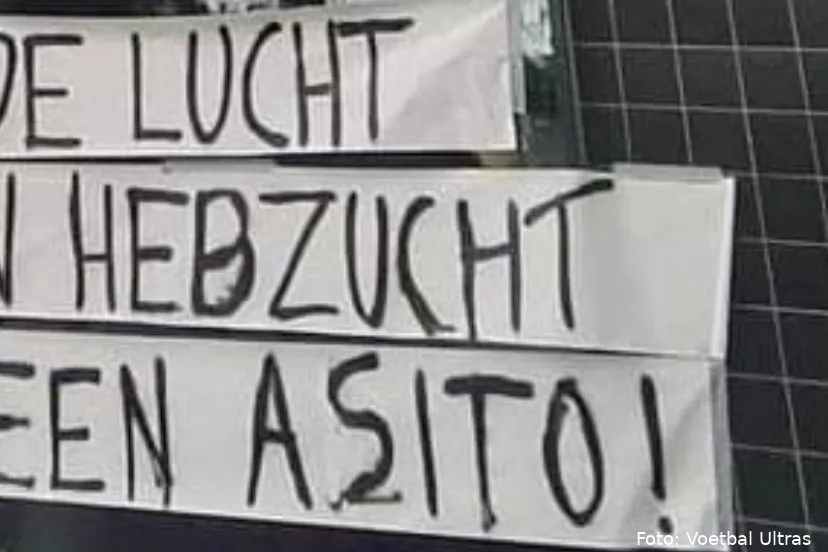 DE LUCHT
N HEBZUCHT
EEN ASITO!
Foto: Voetbal Ultras